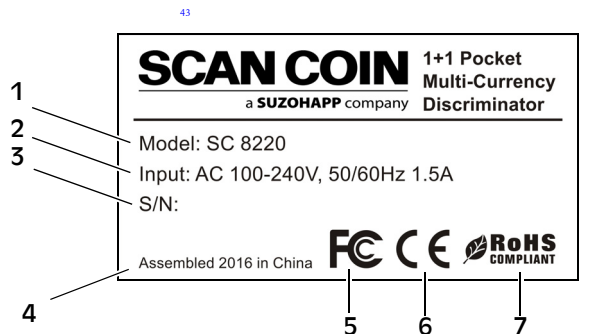 43
SCAN COIN
a SUZOHAPP company
1+1 Pocket
Multi-Currency
Discriminator
1
Model: SC 8220
2
Input: AC 100-240V, 50/60Hz 1.5A
3
S/N:
Assembled 2016 in China
FC CE RoHS
COMPLIANT
4
5 6 7